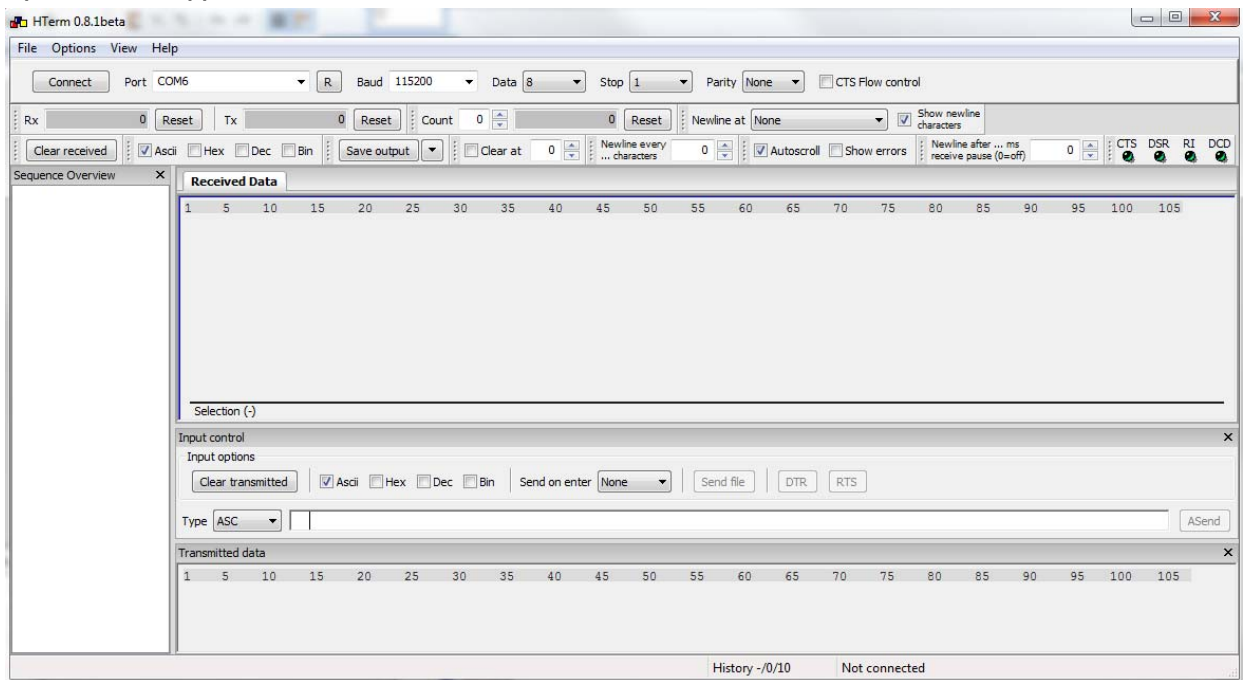 HTerm 0.8.1beta
File Options View Help
Connect Port COM6 R Baud 115200 Data 8 Stop 1 Parity None CTS Flow control
Rx 0 Reset Tx 0 Reset Count 0 0 Reset Newline at None Show newline characters
Clear received Ascii Hex Dec Bin Save output Clear at 0 Newline every ... characters 0 Autoscroll Show errors Newline after ... ms receive pause (0=off) 0 CTS DSR RI DCD
Sequence Overview X Received Data
1 5 10 15 20 25 30 35 40 45 50 55 60 65 70 75 80 85 90 95 100 105
Selection (-)
Input control
Input options
Clear transmitted Ascii Hex Dec Bin Send on enter None Send file DTR RTS
Type ASC ASend
Transmitted data
1 5 10 15 20 25 30 35 40 45 50 55 60 65 70 75 80 85 90 95 100 105
History -/0/10 Not connected